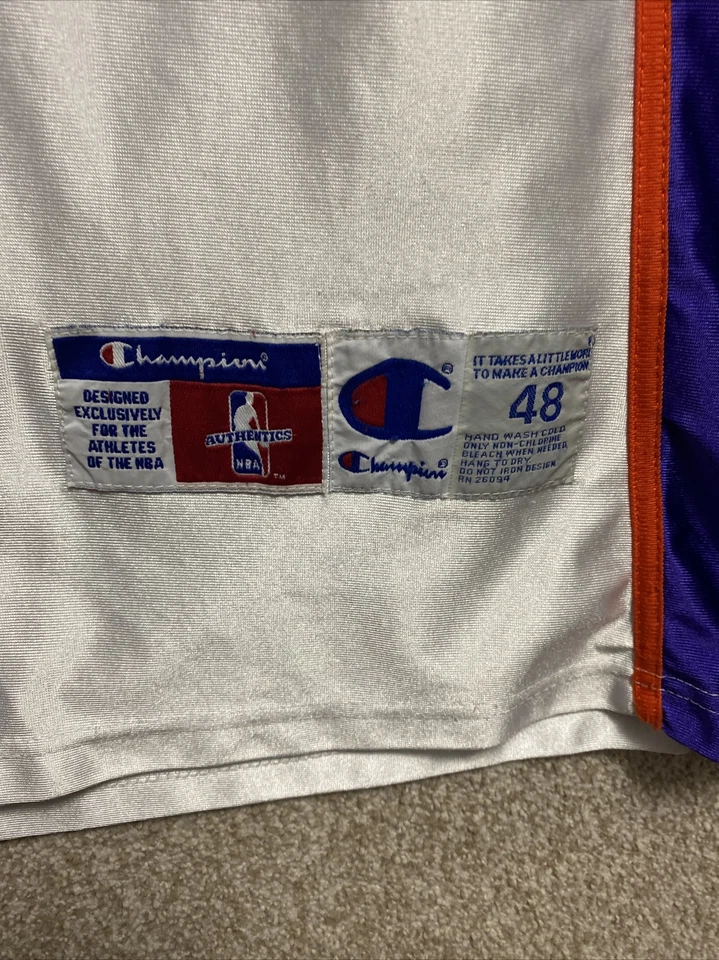 Champion®
DESIGNED
EXCLUSIVELY
FOR THE
ATHLETES
OF THE NBA
AUTHENTICS
NBA
TM
®
Champion®
IT TAKES A LITTLE MORE
TO MAKE A CHAMPION®
48
HAND WASH COLD
ONLY NON-CHLORINE
BLEACH WHEN NEEDED
HANG TO DRY
DO NOT IRON DESIGN
RN 26094